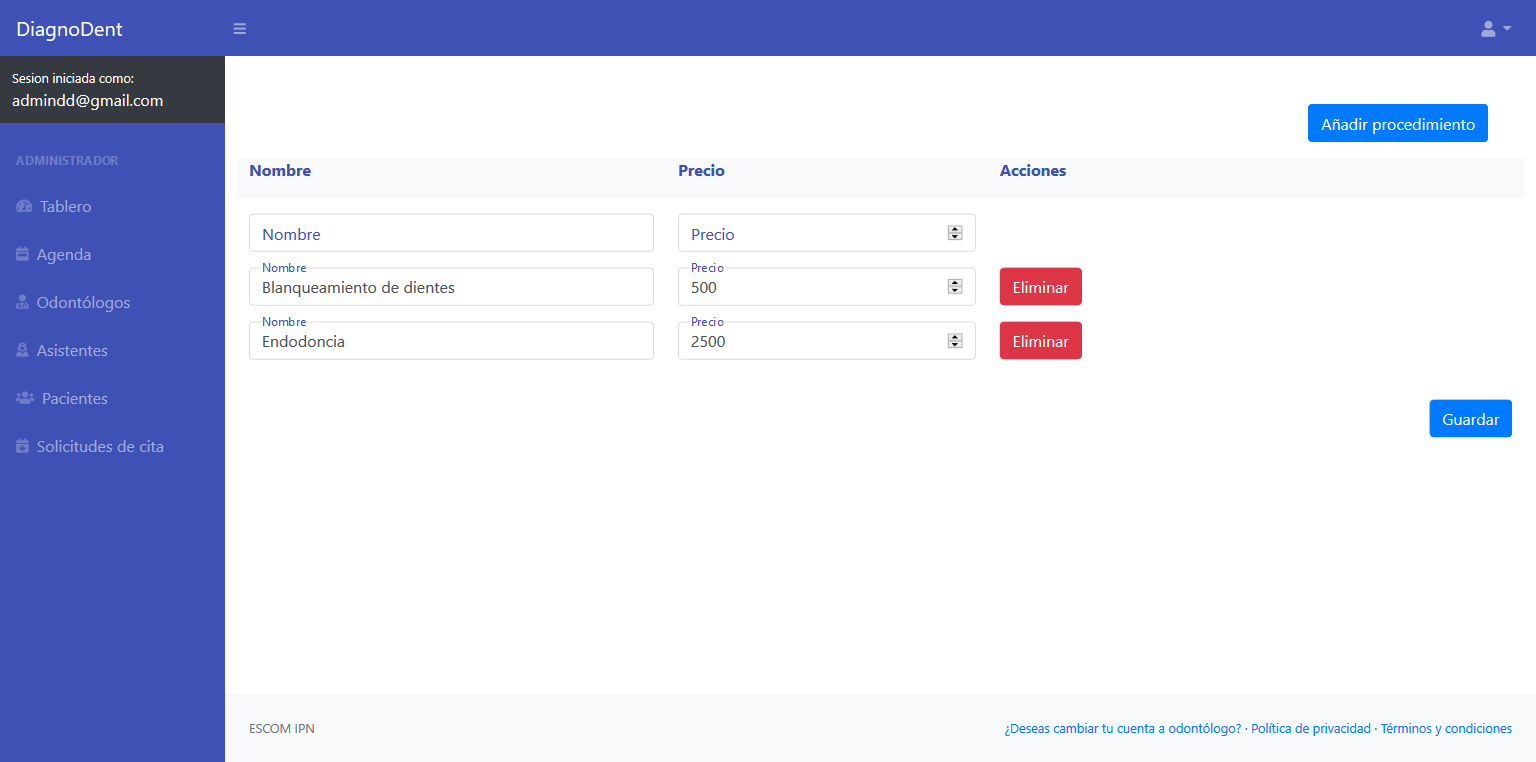 DiagnoDent
Sesion iniciada como:
admindd@gmail.com
ADMINISTRADOR
Tablero
Agenda
Odontólogos
Asistentes
Pacientes
Solicitudes de cita
Añadir procedimiento
Nombre Precio Acciones
Nombre Precio
Nombre Precio
Blanqueamiento de dientes 500 Eliminar
Nombre Precio
Endodoncia 2500 Eliminar
Guardar
ESCOM IPN ¿Deseas cambiar tu cuenta a odontólogo? · Política de privacidad · Términos y condiciones